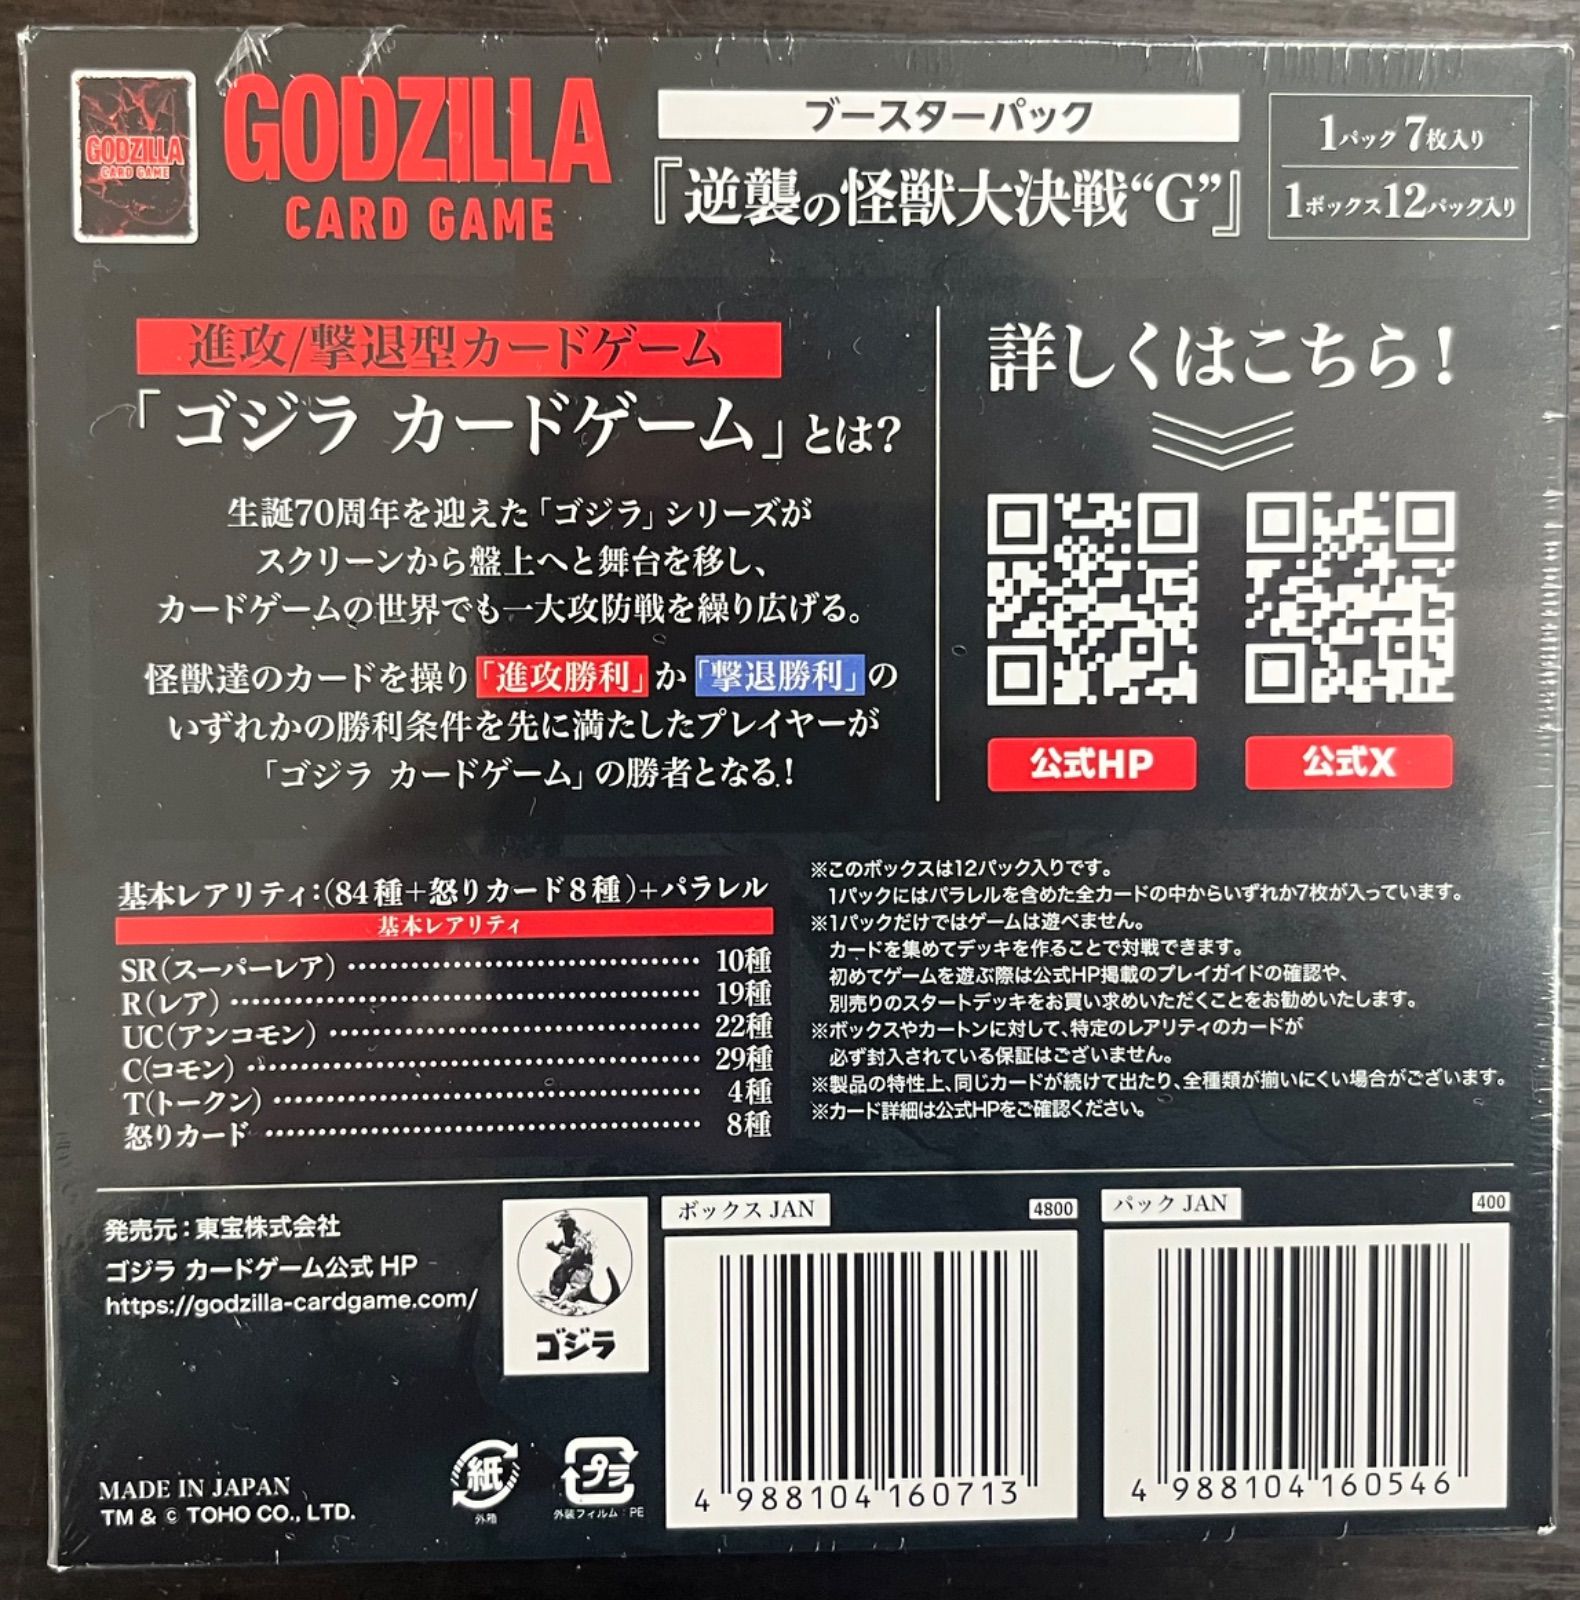 GODZILLA
CARD GAME
GODZILLA
CARD GAME
ブースターパック
『逆襲の怪獣大決戦“G”』
1パック 7枚入り
1ボックス12パック入り
進攻/撃退型カードゲーム
「ゴジラ カードゲーム」とは?
生誕70周年を迎えた「ゴジラ」シリーズが
スクリーンから盤上へと舞台を移し、
カードゲームの世界でも一大攻防戦を繰り広げる。
怪獣達のカードを操り「進攻勝利」か「撃退勝利」の
いずれかの勝利条件を先に満たしたプレイヤーが
「ゴジラ カードゲーム」の勝者となる!
詳しくはこちら!
公式HP
公式X
基本レアリティ:(84種+怒りカード8種)+パラレル
基本レアリティ
SR(スーパーレア) 10種
R(レア) 19種
UC(アンコモン) 22種
C(コモン) 29種
T(トークン) 4種
怒りカード 8種
※このボックスは12パック入りです。
1パックにはパラレルを含めた全カードの中からいずれか7枚が入っています。
※1パックだけではゲームは遊べません。
カードを集めてデッキを作ることで対戦できます。
初めてゲームを遊ぶ際は公式HP掲載のプレイガイドの確認や、
別売りのスタートデッキをお買い求めいただくことをお勧めいたします。
※ボックスやカートンに対して、特定のレアリティのカードが
必ず封入されている保証はございません。
※製品の特性上、同じカードが続けて出たり、全種類が揃いにくい場合がございます。
※カード詳細は公式HPをご確認ください。
発売元:東宝株式会社
ゴジラ カードゲーム公式 HP
https://godzilla-cardgame.com/
ゴジラ
MADE IN JAPAN
TM & © TOHO CO., LTD.
紙
外箱
プラ
外装フィルム:PE
ボックス JAN
4800
4 988104 160713
パック JAN
400
4 988104 160546